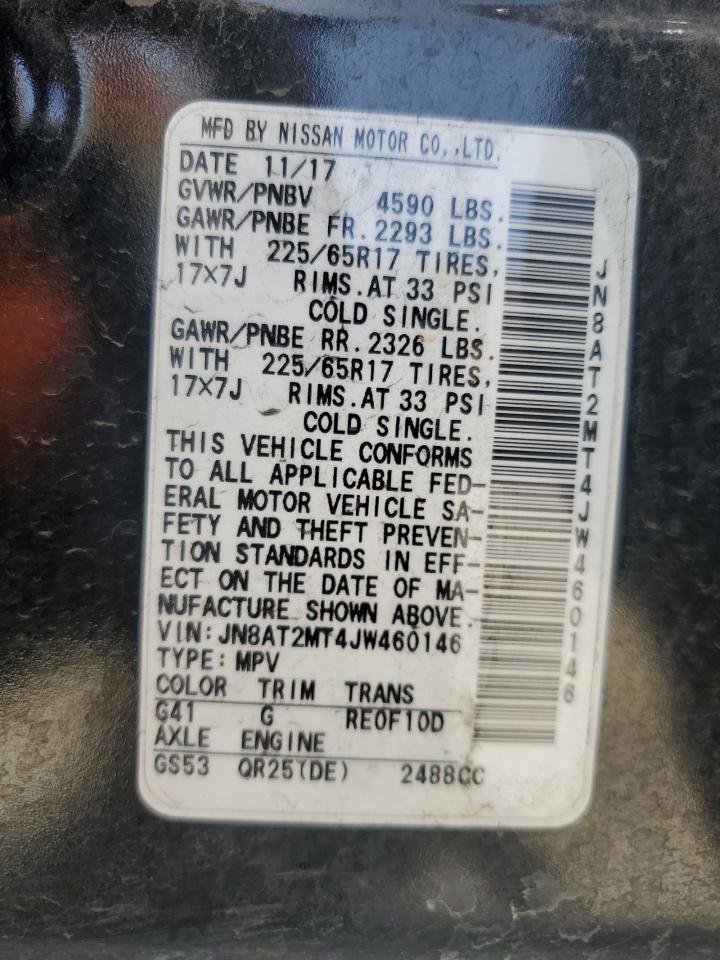 MFD BY NISSAN MOTOR CO.,LTD.
DATE 11/17
GVWR/PNBV 4590 LBS.
GAWR/PNBE FR. 2293 LBS.
WITH 225/65R17 TIRES,
17X7J RIMS.AT 33 PSI
COLD SINGLE.
GAWR/PNBE RR. 2326 LBS.
WITH 225/65R17 TIRES,
17X7J RIMS.AT 33 PSI
COLD SINGLE.
THIS VEHICLE CONFORMS
TO ALL APPLICABLE FED-
ERAL MOTOR VEHICLE SA-
FETY AND THEFT PREVEN-
TION STANDARDS IN EFF-
ECT ON THE DATE OF MA-
NUFACTURE SHOWN ABOVE.
VIN:JN8AT2MT4JW460146
TYPE:MPV
COLOR TRIM TRANS
G41 G RE0F10D
AXLE ENGINE
GS53 QR25(DE) 2488CC
JN8AT2MT4JW460146